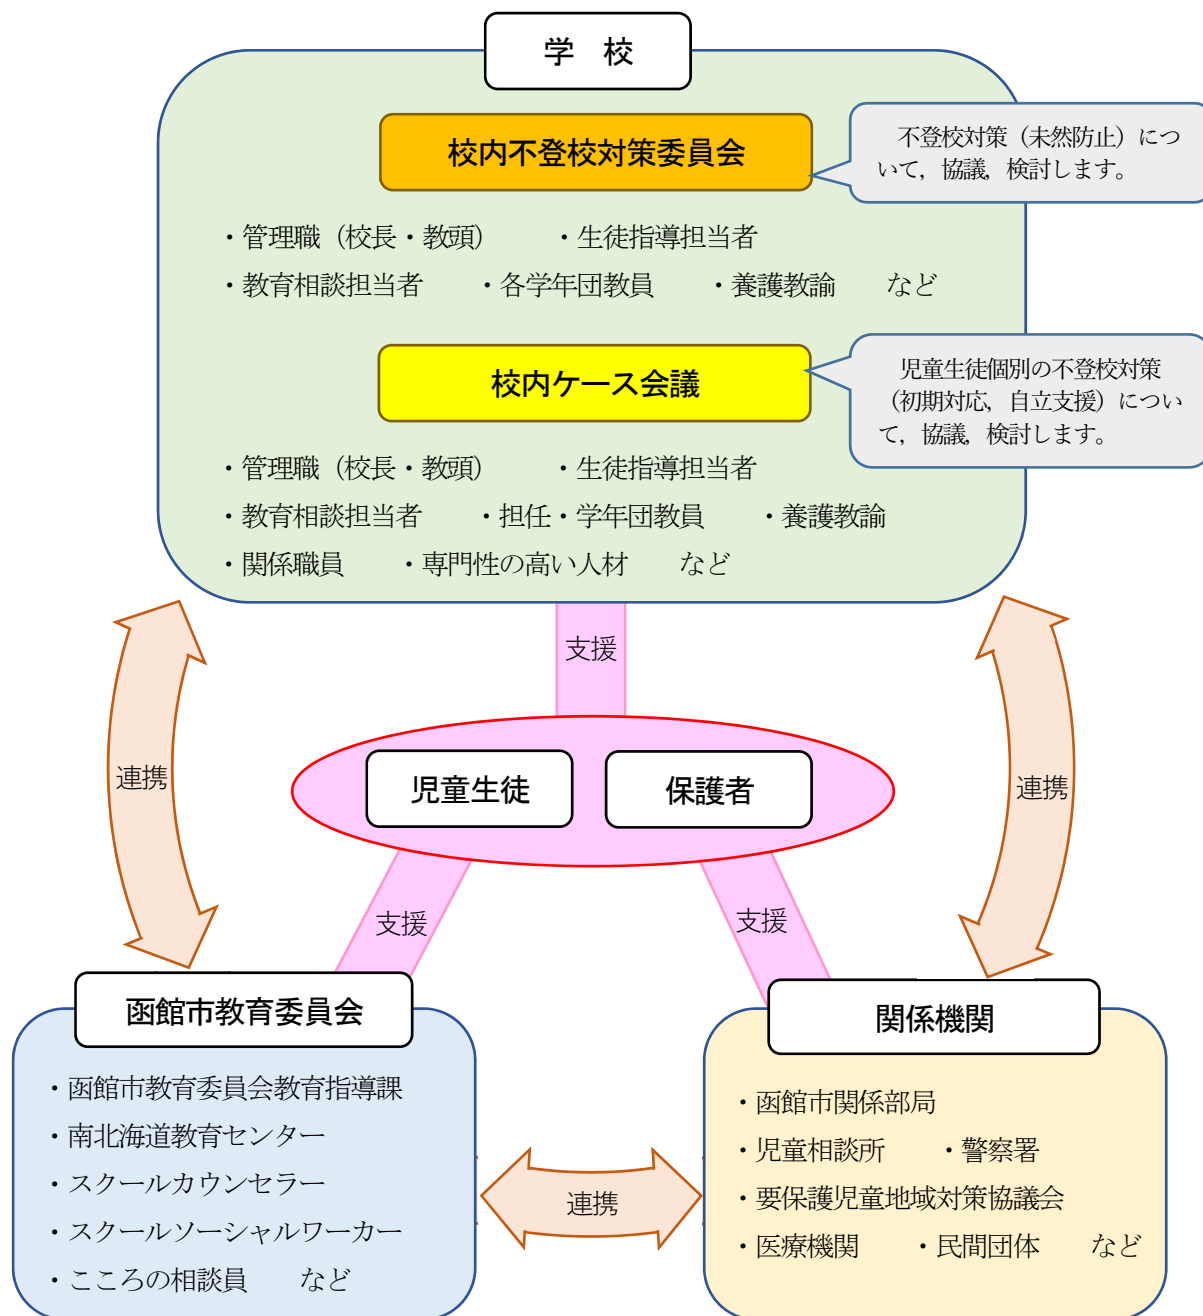 学 校
校内不登校対策委員会
不登校対策（未然防止）につ
いて，協議，検討します。
・管理職（校長・教頭） ・生徒指導担当者
・教育相談担当者 ・各学年団教員 ・養護教諭 など
校内ケース会議
児童生徒個別の不登校対策
（初期対応，自立支援）につい
て，協議，検討します。
・管理職（校長・教頭） ・生徒指導担当者
・教育相談担当者 ・担任・学年団教員 ・養護教諭
・関係職員 ・専門性の高い人材 など
支援
連携
連携
児童生徒
保護者
支援
支援
函館市教育委員会
・函館市教育委員会教育指導課
・南北海道教育センター
・スクールカウンセラー
・スクールソーシャルワーカー
・こころの相談員 など
連携
関係機関
・函館市関係部局
・児童相談所 ・警察署
・要保護児童地域対策協議会
・医療機関 ・民間団体 など